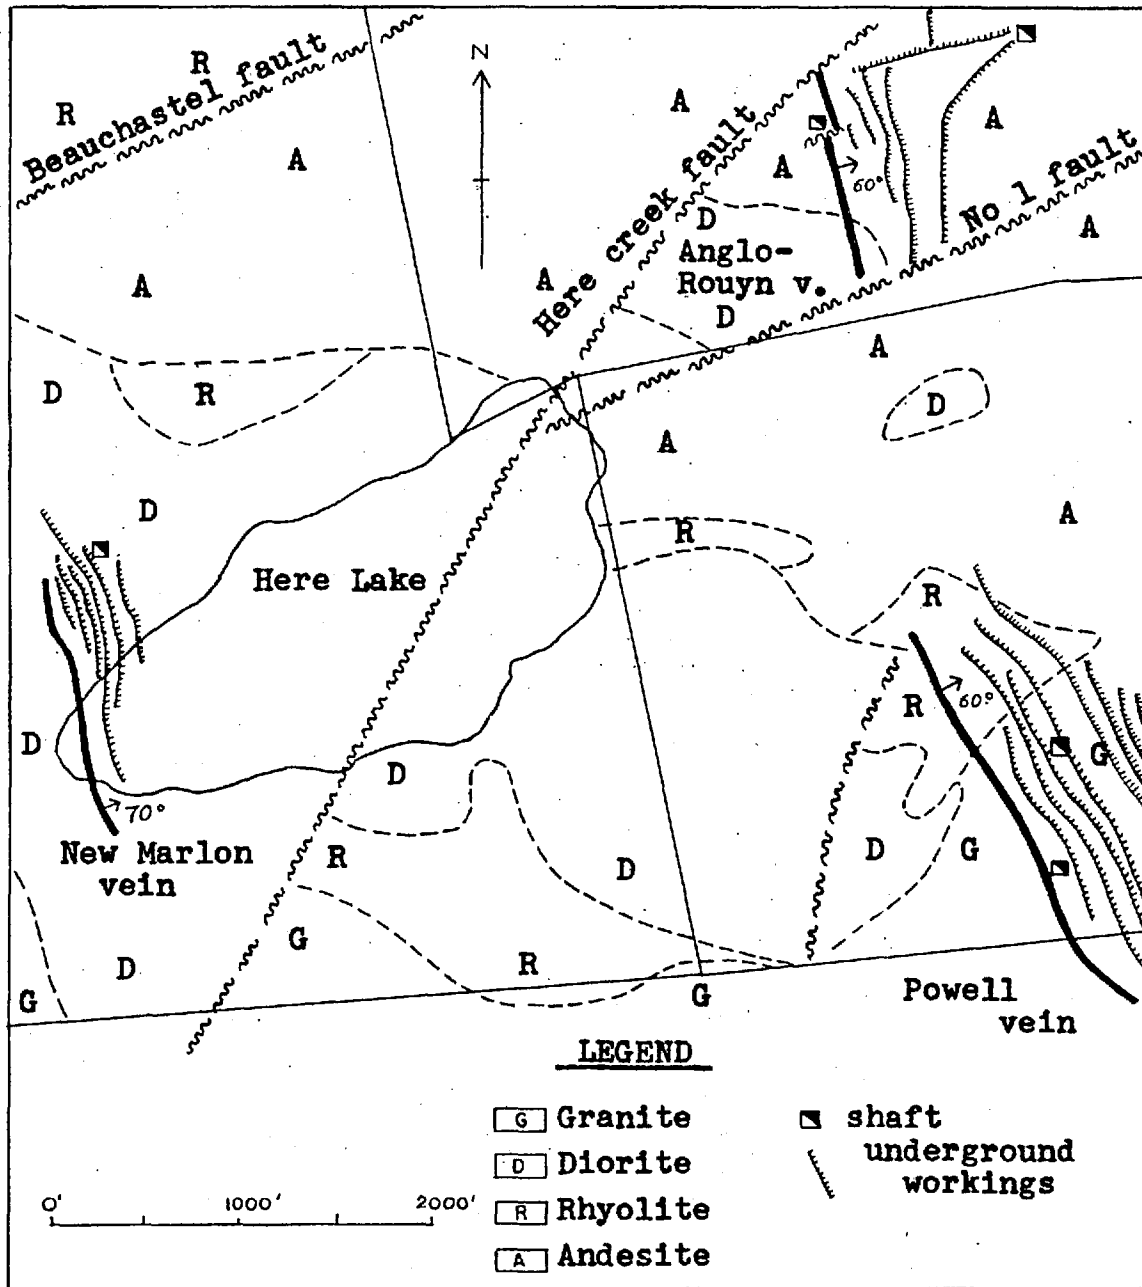 R
R
Beauchastel fault
N
A
A
A
A
A
A
60°
Here creek fault
No 1 fault
D
Anglo-
Rouyn v.
A
A
D
A
D
R
D
A
D
R
A
Here Lake
R
R
60°
D
D
G
70°
New Marlon
vein
R
D
D
G
G
D
R
G
G
Powell
vein
LEGEND
G Granite
D Diorite
R Rhyolite
A Andesite
shaft
underground
workings
0' 1000' 2000'